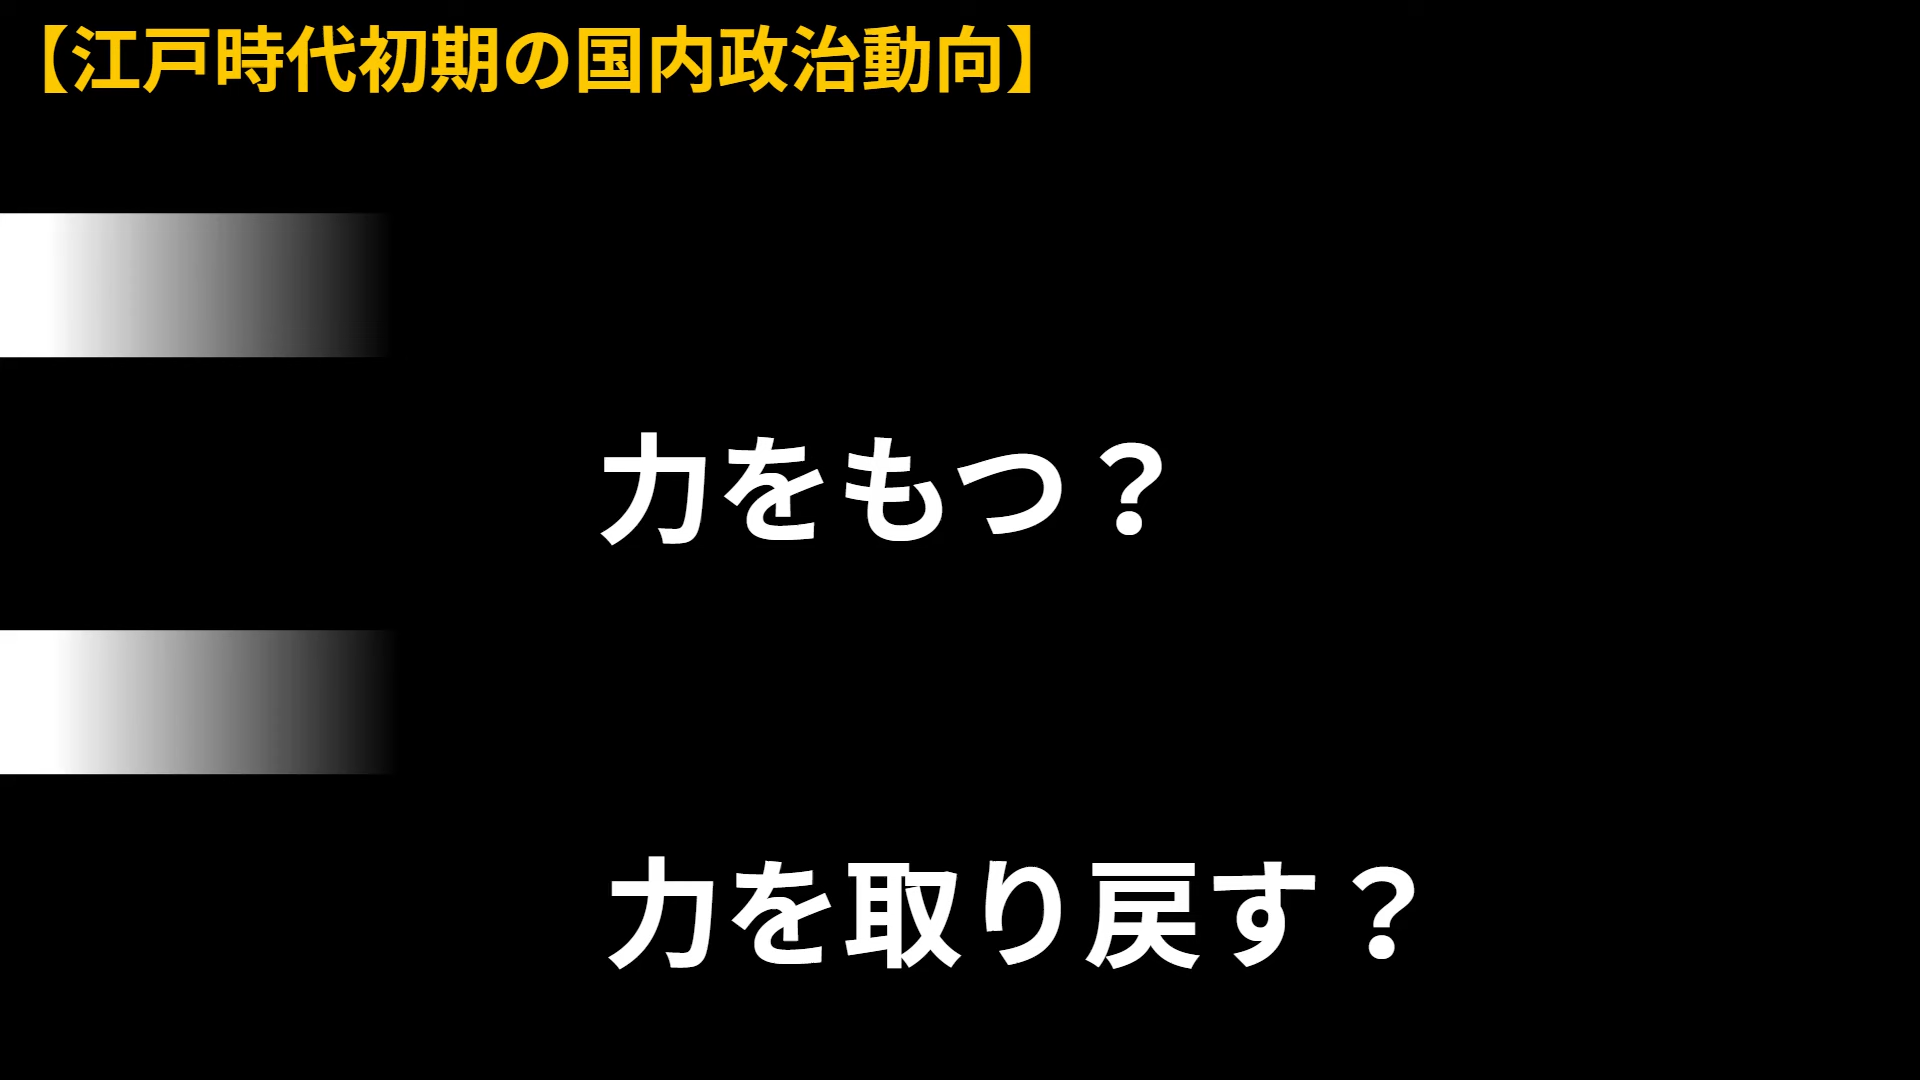 【江戸時代初期の国内政治動向】
力をもつ？
力を取り戻す？